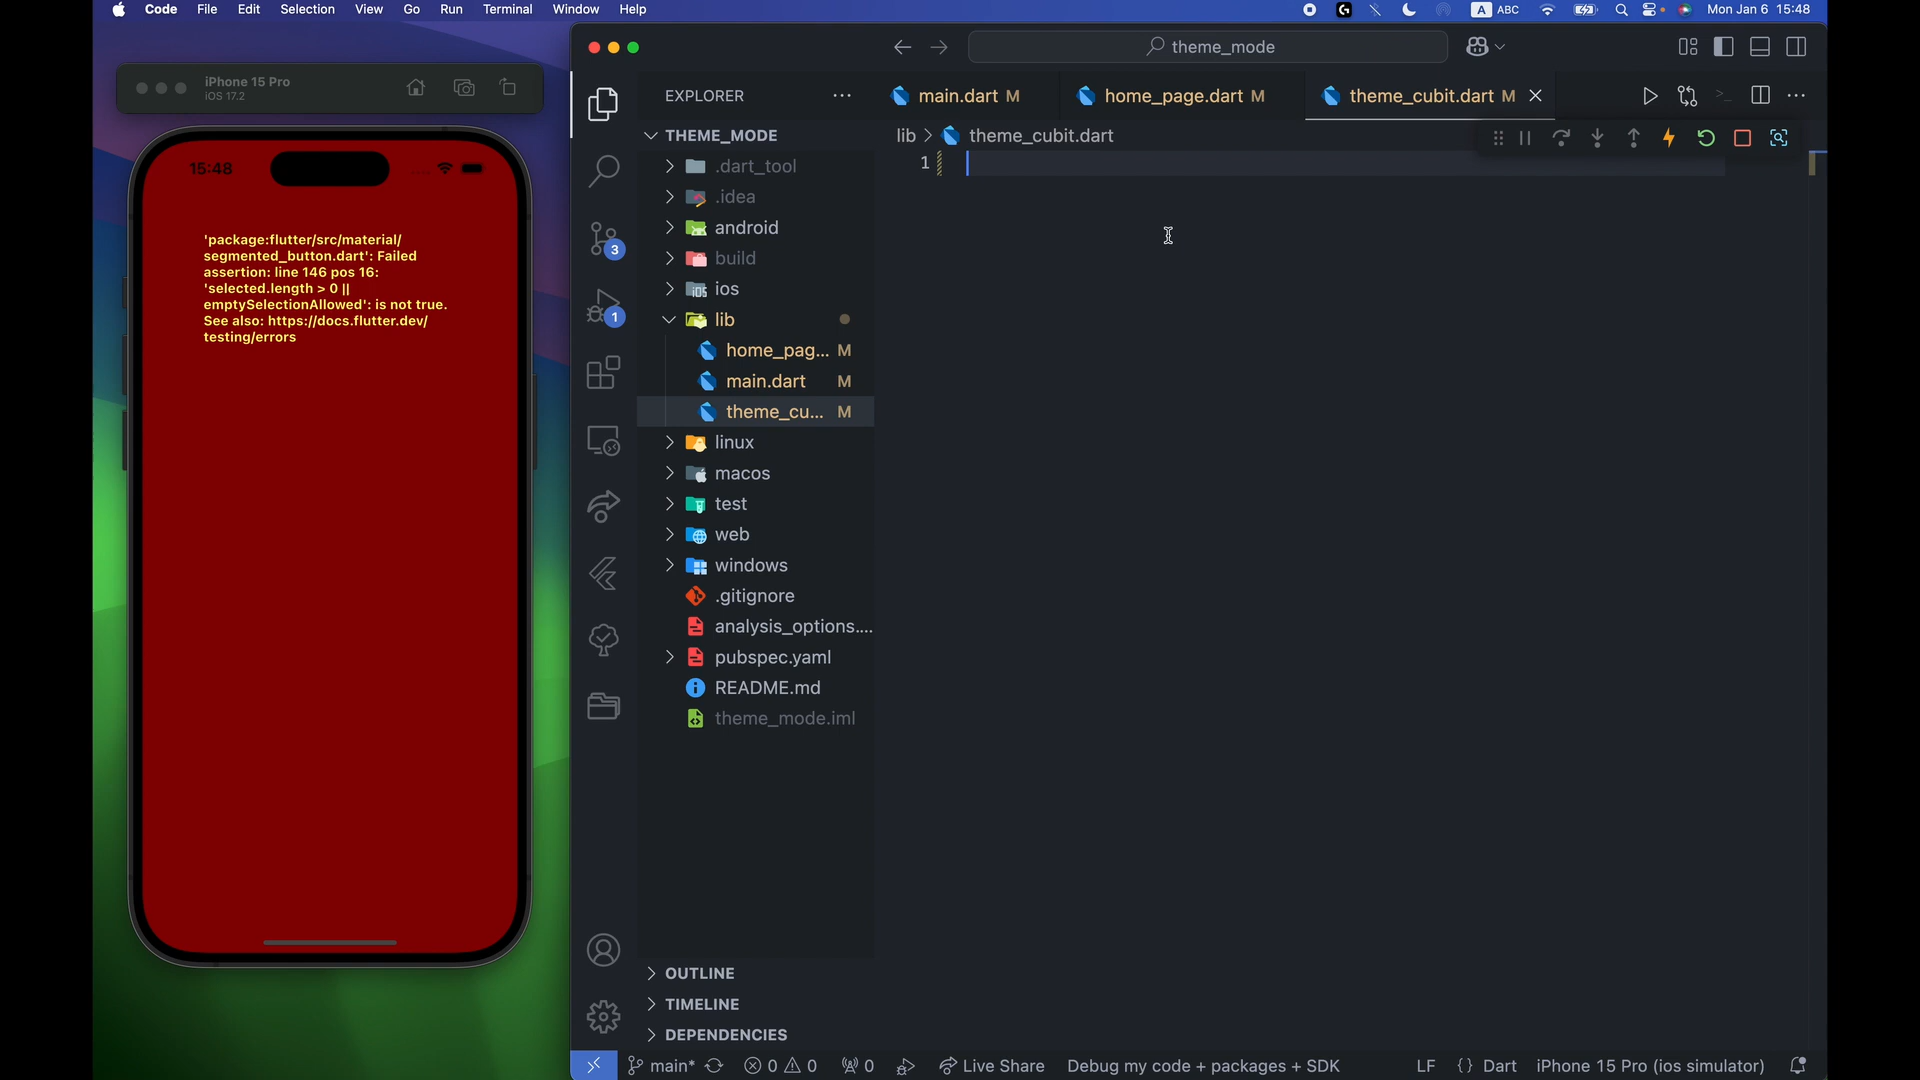 Code File Edit Selection View Go Run Terminal Window Help
A ABC Mon Jan 6 15:48
iPhone 15 Pro
iOS 17.2
15:48
'package:flutter/src/material/
segmented_button.dart': Failed
assertion: line 146 pos 16:
'selected.length > 0 ||
emptySelectionAllowed': is not true.
See also: https://docs.flutter.dev/
testing/errors
theme_mode
EXPLORER
main.dart M
home_page.dart M
theme_cubit.dart M
THEME_MODE
lib > theme_cubit.dart
1
.dart_tool
.idea
android
build
ios
lib
home_pag... M
main.dart M
theme_cu... M
linux
macos
test
web
windows
.gitignore
analysis_options....
pubspec.yaml
README.md
theme_mode.iml
3
1
OUTLINE
TIMELINE
DEPENDENCIES
main* 0 0 0 Live Share Debug my code + packages + SDK LF {} Dart iPhone 15 Pro (ios simulator)